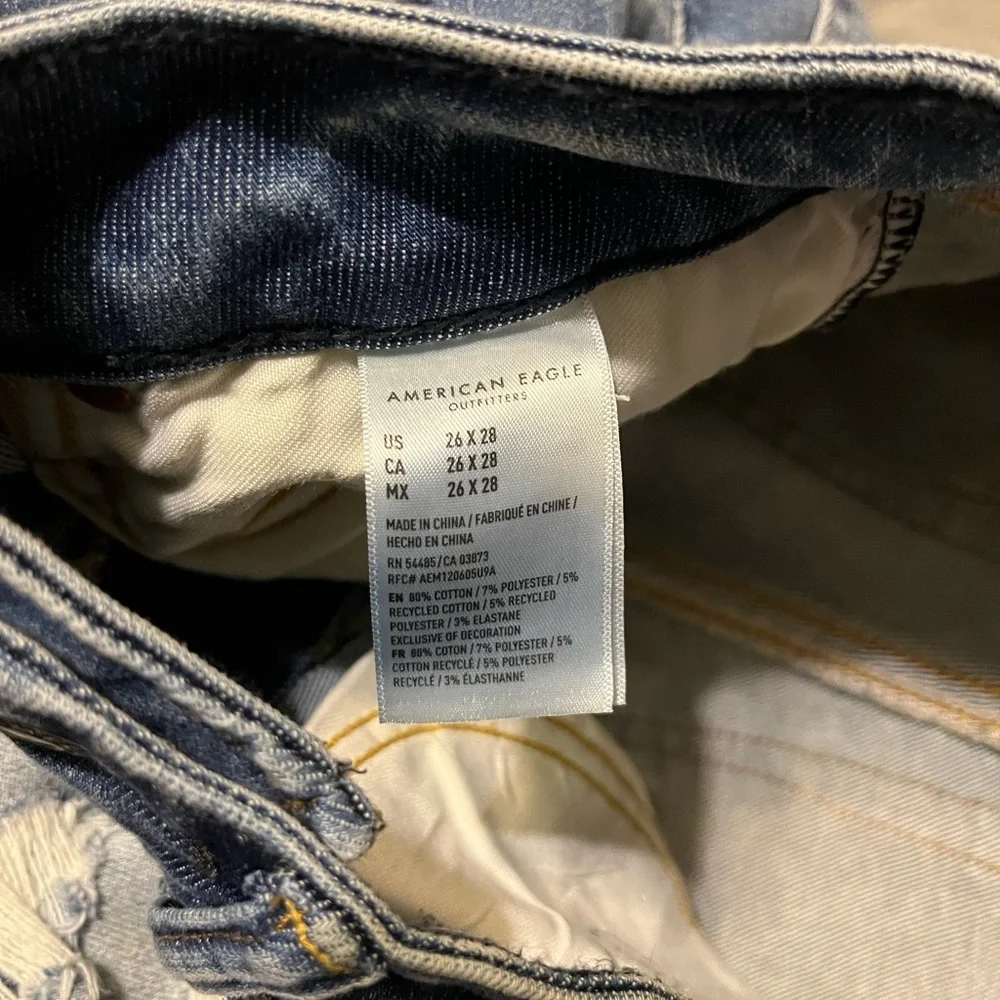 AMERICAN EAGLE
OUTFITTERS
US 26 X 28
CA 26 X 28
MX 26 X 28
MADE IN CHINA / FABRIQUÉ EN CHINE /
HECHO EN CHINA
RN 54485/CA 03873
RFC# AEM120605U9A
EN 80% COTTON / 7% POLYESTER / 5%
RECYCLED COTTON / 5% RECYCLED
POLYESTER / 3% ELASTANE
EXCLUSIVE OF DECORATION
FR 80% COTON / 7% POLYESTER / 5%
COTTON RECYCLÉ / 5% POLYESTER
RECYCLÉ / 3% ÉLASTHANNE